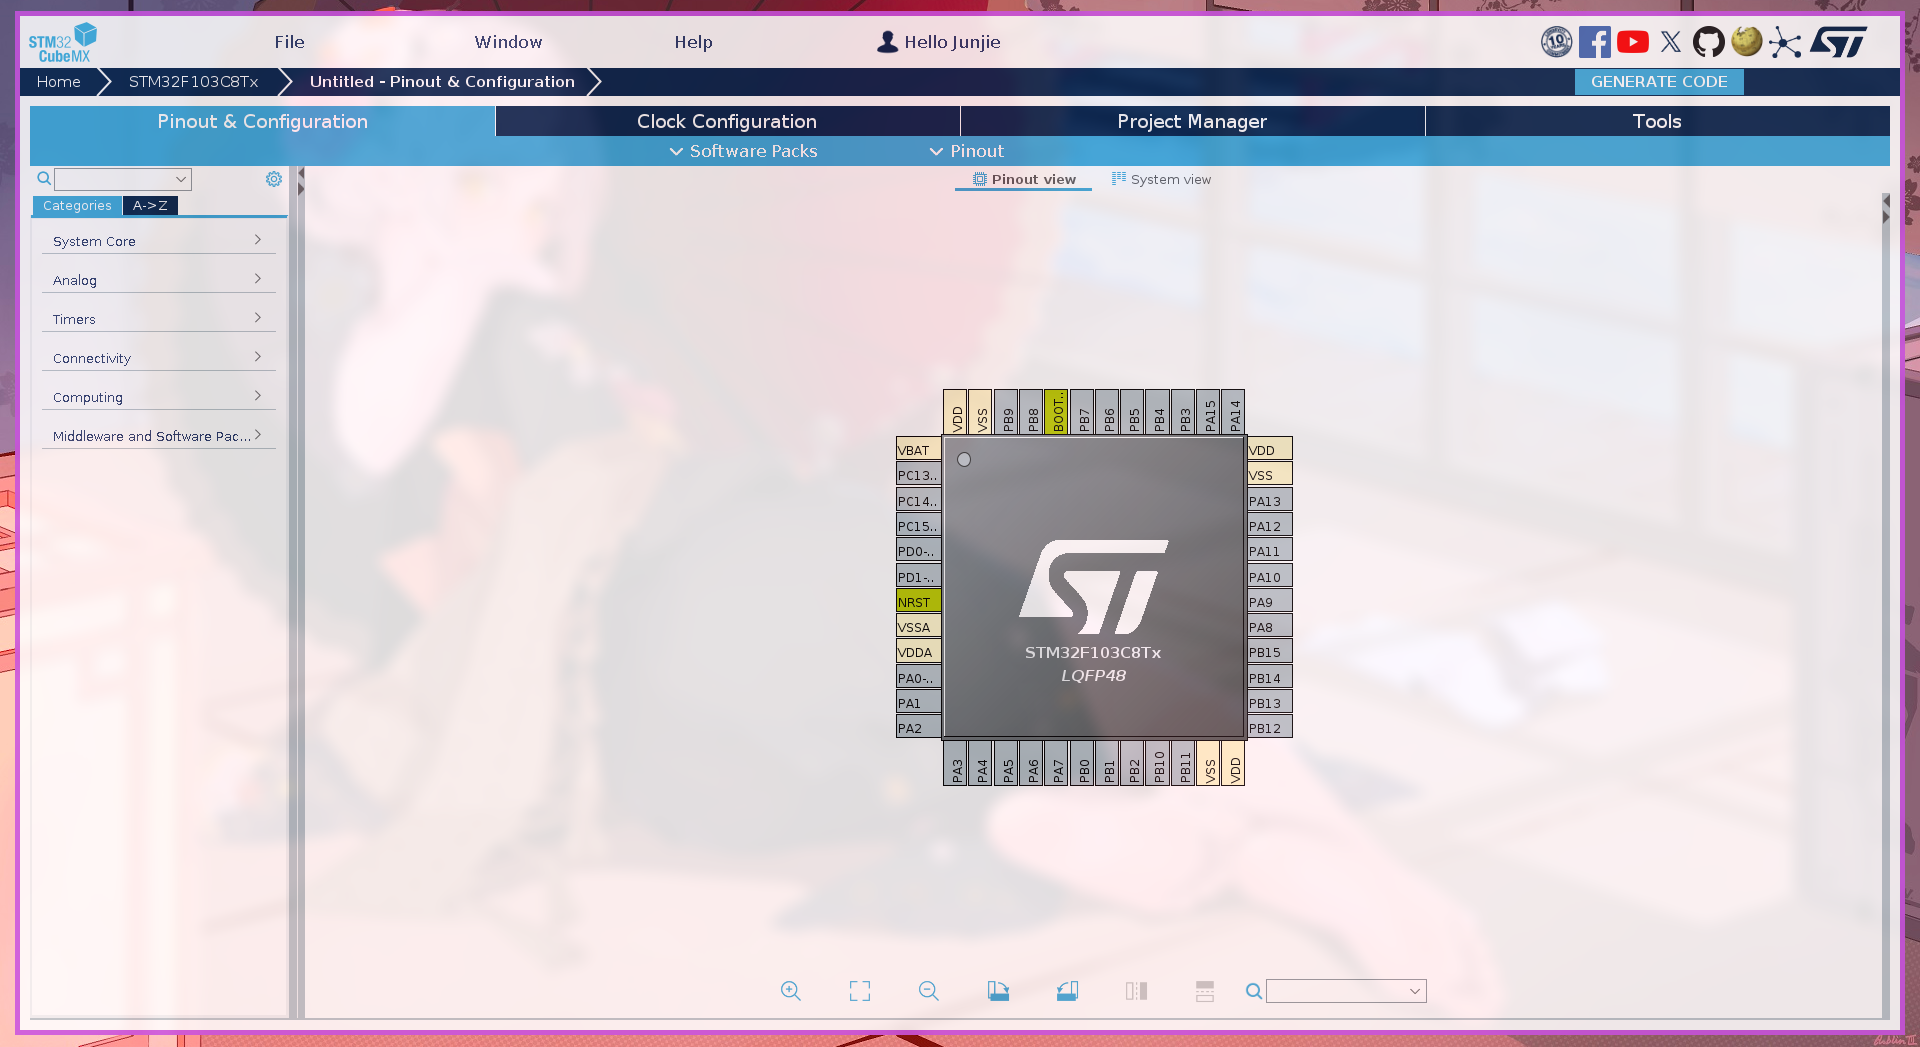 STM32
CubeMX
File
Window
Help
Hello Junjie
10
Home
STM32F103C8Tx
Untitled - Pinout & Configuration
GENERATE CODE
Pinout & Configuration
Clock Configuration
Project Manager
Tools
Software Packs
Pinout
Pinout view
System view
Categories
A->Z
System Core
Analog
Timers
Connectivity
Computing
Middleware and Software Pac...
VDD
VSS
PB9
PB8
BOOT..
PB7
PB6
PB5
PB4
PB3
PA15
PA14
VBAT
PC13..
PC14..
PC15..
PD0-..
PD1-..
NRST
VSSA
VDDA
PA0-..
PA1
PA2
VDD
VSS
PA13
PA12
PA11
PA10
PA9
PA8
PB15
PB14
PB13
PB12
ST
STM32F103C8Tx
LQFP48
PA3
PA4
PA5
PA6
PA7
PB0
PB1
PB2
PB10
PB11
VSS
VDD